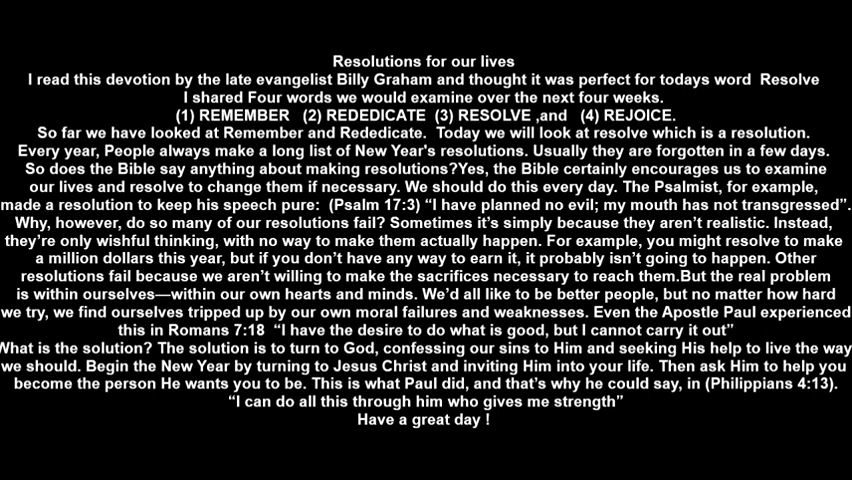 Resolutions for our lives
I read this devotion by the late evangelist Billy Graham and thought it was perfect for todays word  Resolve
I shared Four words we would examine over the next four weeks.
(1) REMEMBER   (2) REDEDICATE  (3) RESOLVE ,and   (4) REJOICE.
So far we have looked at Remember and Rededicate.  Today we will look at resolve which is a resolution.
Every year, People always make a long list of New Year's resolutions. Usually they are forgotten in a few days.
So does the Bible say anything about making resolutions?Yes, the Bible certainly encourages us to examine
our lives and resolve to change them if necessary. We should do this every day. The Psalmist, for example,
made a resolution to keep his speech pure:  (Psalm 17:3) “I have planned no evil; my mouth has not transgressed”.
Why, however, do so many of our resolutions fail? Sometimes it’s simply because they aren’t realistic. Instead,
they’re only wishful thinking, with no way to make them actually happen. For example, you might resolve to make
a million dollars this year, but if you don’t have any way to earn it, it probably isn’t going to happen. Other
resolutions fail because we aren’t willing to make the sacrifices necessary to reach them.But the real problem
is within ourselves—within our own hearts and minds. We’d all like to be better people, but no matter how hard
we try, we find ourselves tripped up by our own moral failures and weaknesses. Even the Apostle Paul experienced
this in Romans 7:18  “I have the desire to do what is good, but I cannot carry it out”
What is the solution? The solution is to turn to God, confessing our sins to Him and seeking His help to live the way
we should. Begin the New Year by turning to Jesus Christ and inviting Him into your life. Then ask Him to help you
become the person He wants you to be. This is what Paul did, and that’s why he could say, in (Philippians 4:13).
“I can do all this through him who gives me strength”
Have a great day !